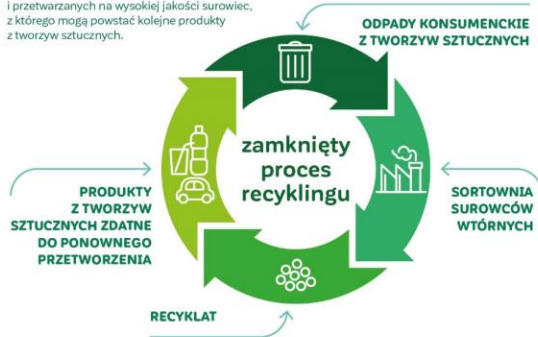 i przetwarzanych na wysokiej jakości surowiec,
z którego mogą powstać kolejne produkty
z tworzyw sztucznych.
ODPADY KONSUMENCKIE
Z TWORZYW SZTUCZNYCH
zamknięty
proces
recyklingu
PRODUKTY
Z TWORZYW
SZTUCZNYCH ZDATNE
DO PONOWNEGO
PRZETWORZENIA
SORTOWNIA
SUROWCÓW
WTÓRNYCH
RECYKLAT